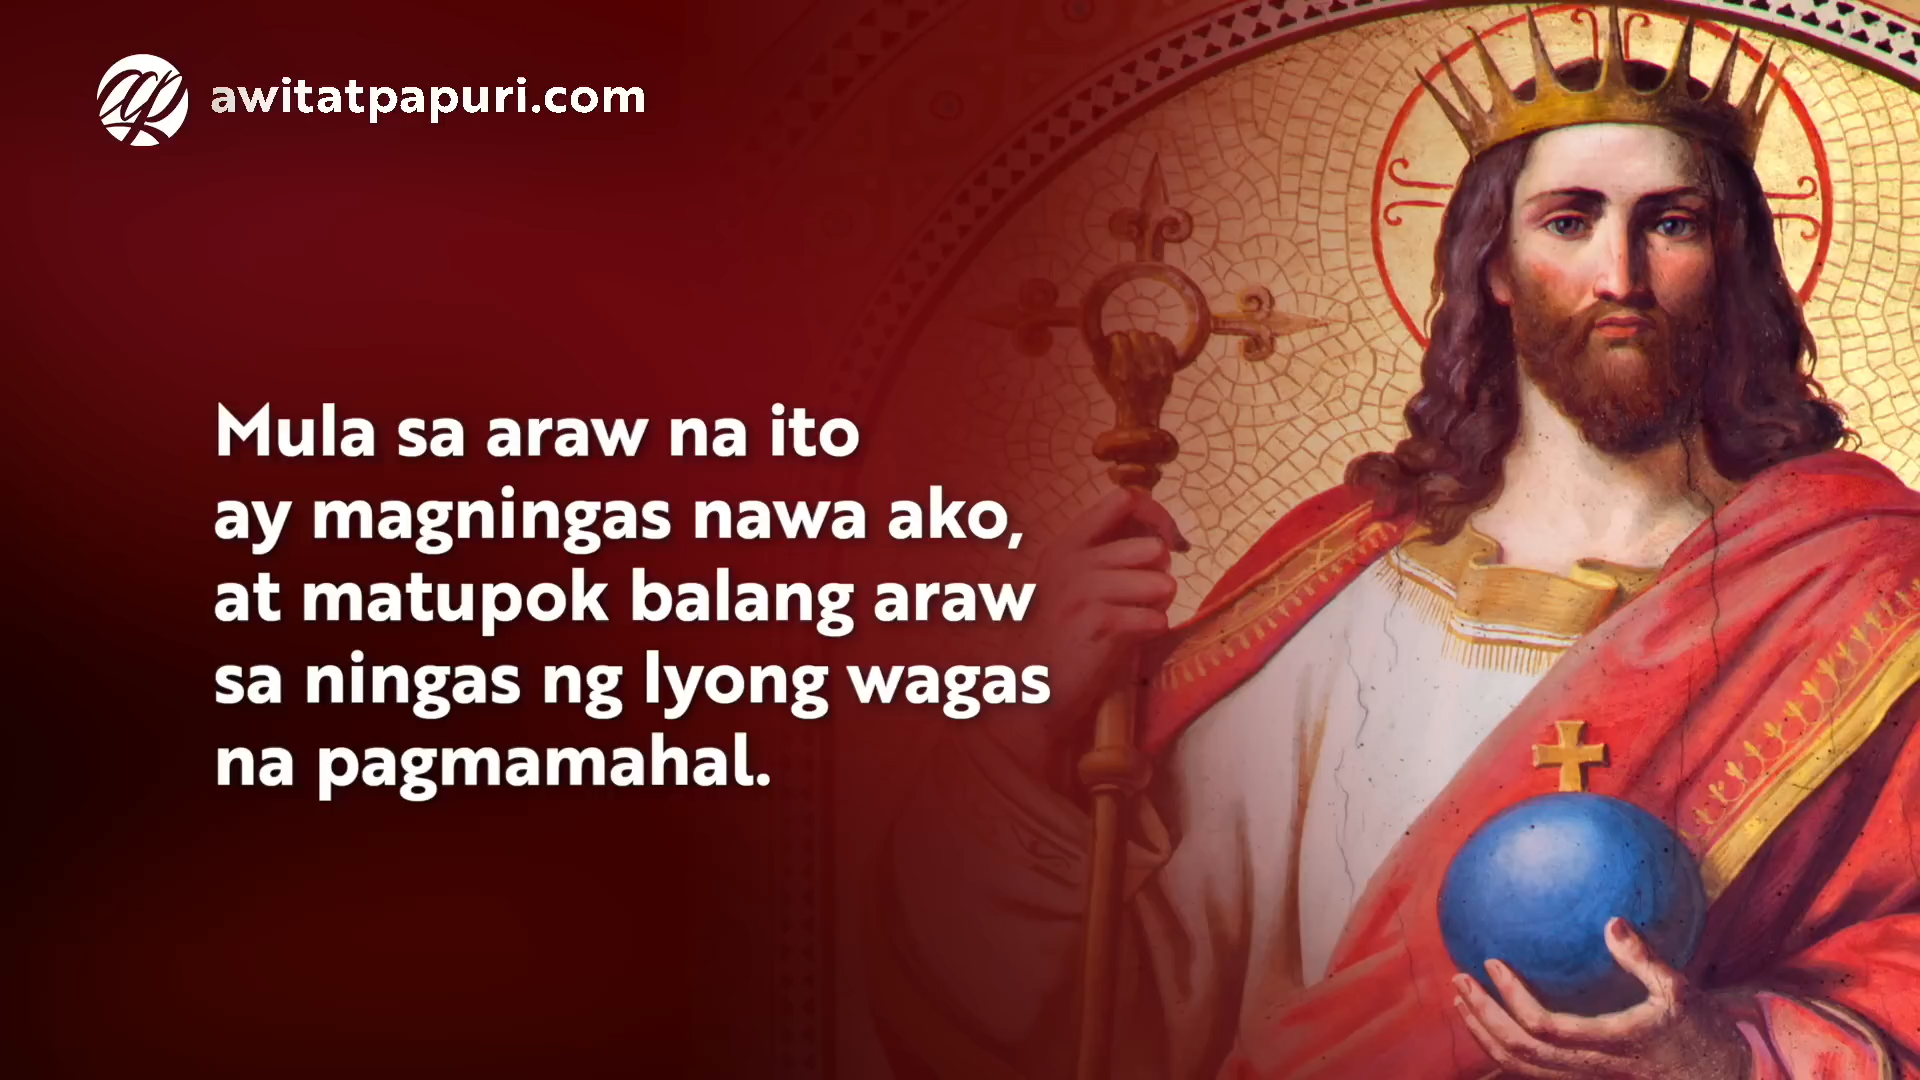 awitatpapuri.com
Mula sa araw na ito
ay magningas nawa ako,
at matupok balang araw
sa ningas ng Iyong wagas
na pagmamahal.